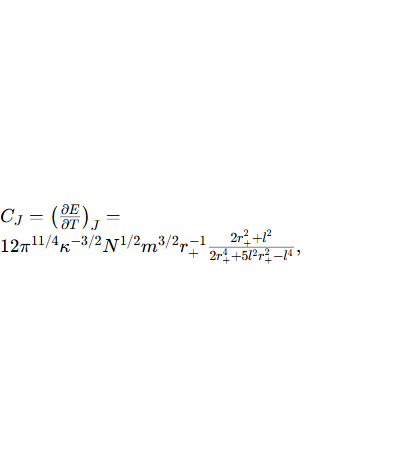 $C_J = \left(\frac{\partial E}{\partial T}\right)_J =$
$12\pi^{11/4}\kappa^{-3/2}N^{1/2}m^{3/2}r_+^{-1}\frac{2r_+^2+l^2}{2r_+^4+5l^2r_+^2-l^4},$